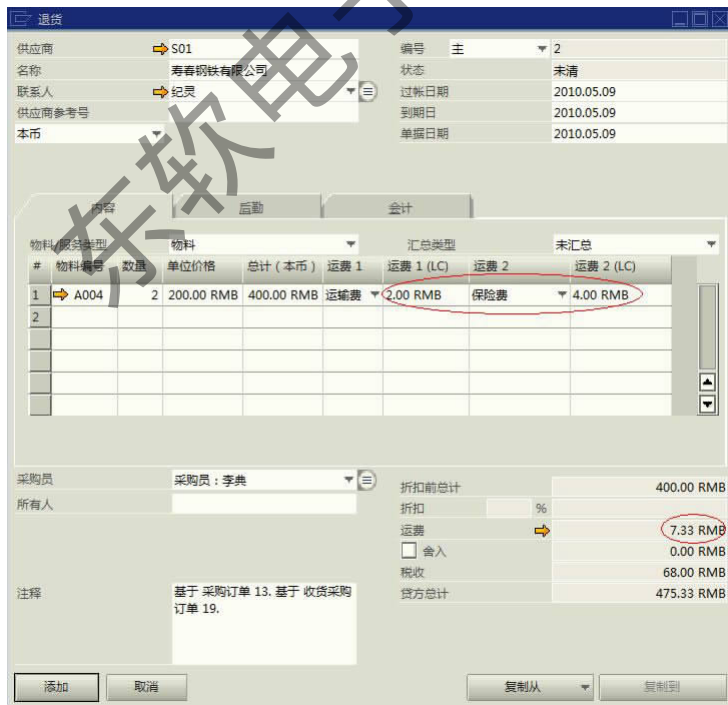 退货
供应商 S01 编号 主 2
名称 寿春钢铁有限公司 状态 未清
联系人 纪灵 过帐日期 2010.05.09
供应商参考号 到期日 2010.05.09
本币 单据日期 2010.05.09
内容 后勤 会计
物料/服务类型 物料 汇总类型 未汇总
# 物料编号 数量 单位价格 总计（本币） 运费 1 运费 1 (LC) 运费 2 运费 2 (LC)
1 A004 2 200.00 RMB 400.00 RMB 运输费 2.00 RMB 保险费 4.00 RMB
2
采购员 采购员：李典 折扣前总计 400.00 RMB
所有人 折扣 %
运费 7.33 RMB
舍入 0.00 RMB
税收 68.00 RMB
注释 基于 采购订单 13. 基于 收货采购 贷方总计 475.33 RMB
订单 19.
添加 取消 复制从 复制到
东软电子